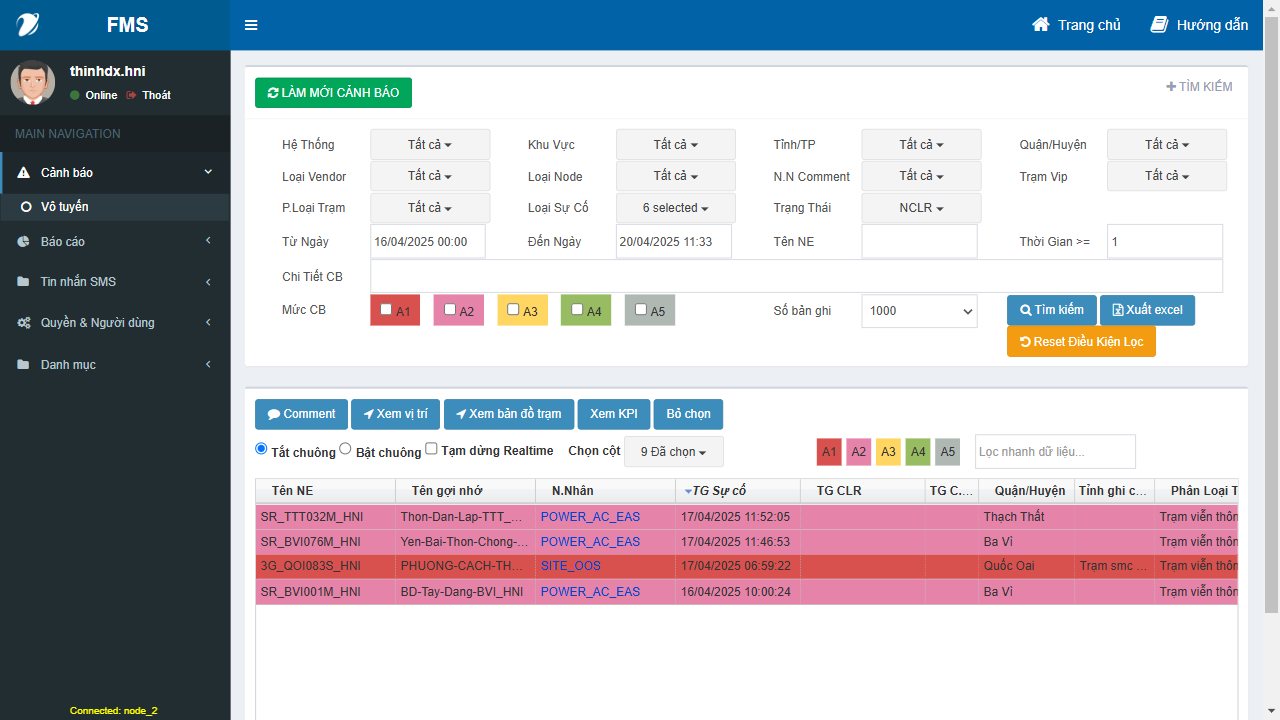 FMS
Trang chủ
Hướng dẫn
thinhdx.hni
Online Thoát
MAIN NAVIGATION
Cảnh báo
Vô tuyến
Báo cáo
Tin nhắn SMS
Quyền & Người dùng
Danh mục
Connected: node_2
LÀM MỚI CẢNH BÁO
TÌM KIẾM
Hệ Thống Tất cả Khu Vực Tất cả Tỉnh/TP Tất cả Quận/Huyện Tất cả
Loại Vendor Tất cả Loại Node Tất cả N.N Comment Tất cả Trạm Vip Tất cả
P.Loại Trạm Tất cả Loại Sự Cố 6 selected Trạng Thái NCLR
Từ Ngày 16/04/2025 00:00 Đến Ngày 20/04/2025 11:33 Tên NE Thời Gian >= 1
Chi Tiết CB
Mức CB A1 A2 A3 A4 A5 Số bản ghi 1000 Tìm kiếm Xuất excel
Reset Điều Kiện Lọc
Comment Xem vị trí Xem bản đồ trạm Xem KPI Bỏ chọn
Tắt chuông Bật chuông Tạm dừng Realtime Chọn cột 9 Đã chọn A1 A2 A3 A4 A5 Lọc nhanh dữ liệu...
Tên NE Tên gợi nhớ N.Nhân TG Sự cố TG CLR TG C... Quận/Huyện Tỉnh ghi c... Phân Loại T
SR_TTT032M_HNI Thon-Dan-Lap-TTT_... POWER_AC_EAS 17/04/2025 11:52:05 Thạch Thất Trạm viễn thôn
SR_BVI076M_HNI Yen-Bai-Thon-Chong-... POWER_AC_EAS 17/04/2025 11:46:53 Ba Vì Trạm viễn thôn
3G_QOI083S_HNI PHUONG-CACH-TH... SITE_OOS 17/04/2025 06:59:22 Quốc Oai Trạm smc ... Trạm viễn thôn
SR_BVI001M_HNI BD-Tay-Dang-BVI_HNI POWER_AC_EAS 16/04/2025 10:00:24 Ba Vì Trạm viễn thôn